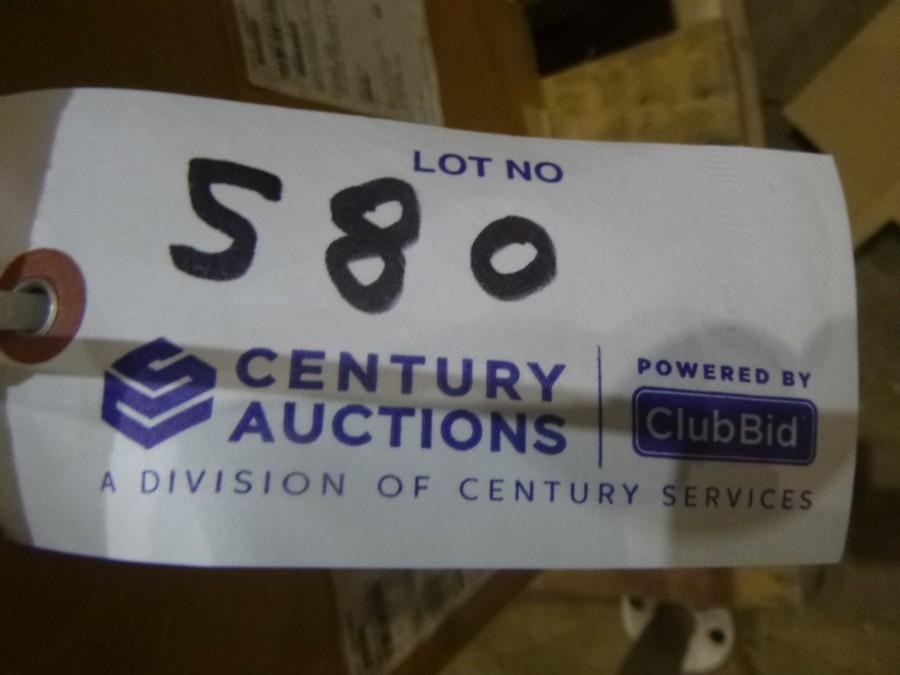 LOT NO
580
CENTURY
AUCTIONS
POWERED BY
ClubBid
A DIVISION OF CENTURY SERVICES